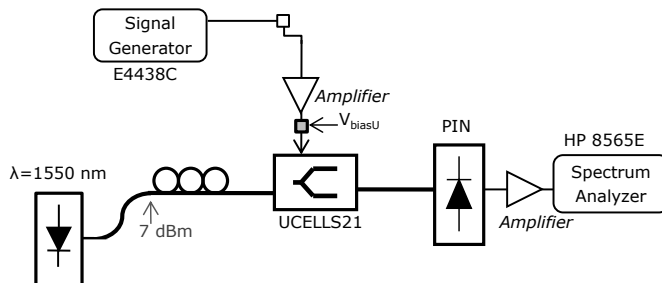 Signal
Generator
E4438C
Amplifier
VbiasU
PIN
HP 8565E
Spectrum
Analyzer
Amplifier
λ=1550 nm
7 dBm
UCELLS21